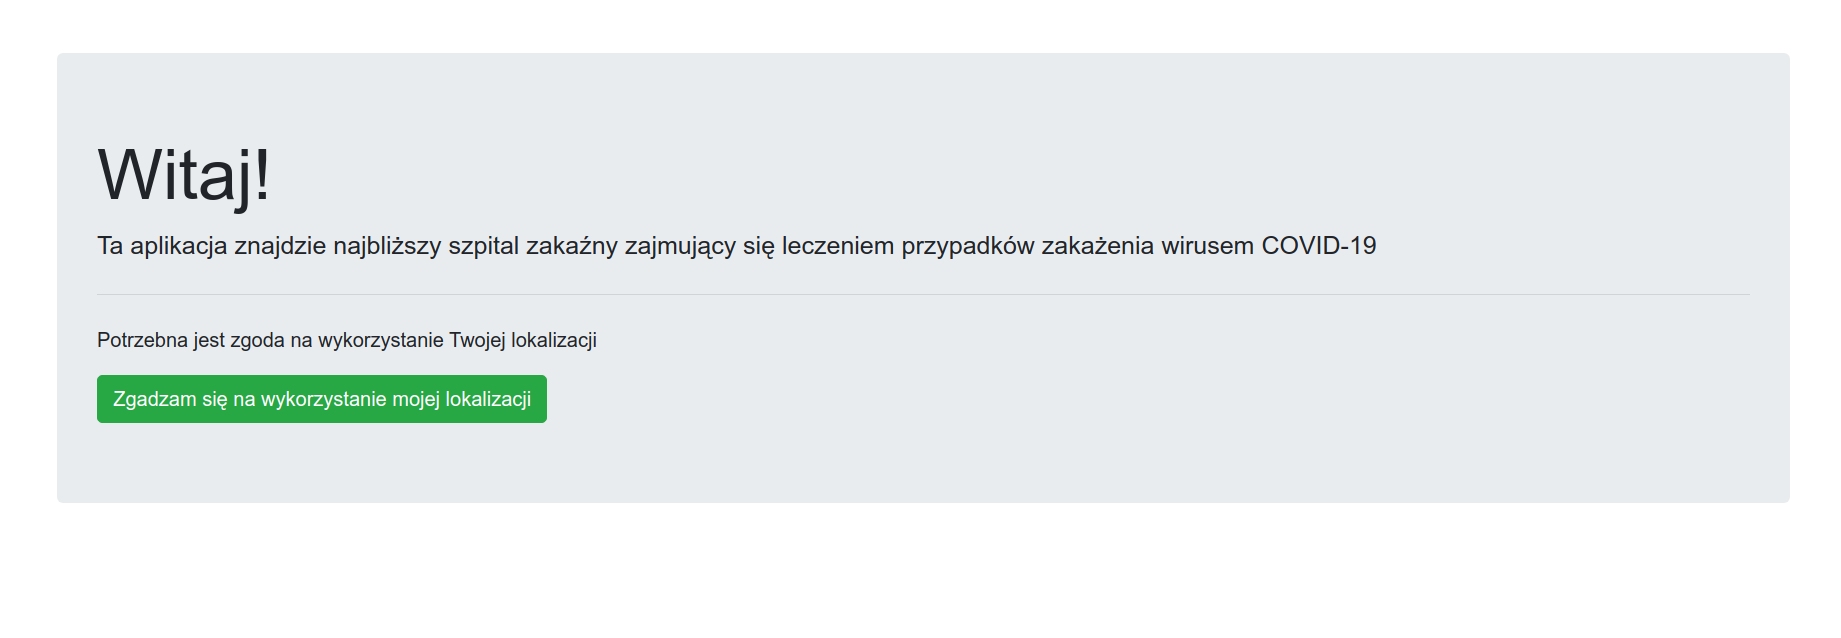 Witaj!
Ta aplikacja znajdzie najbliższy szpital zakaźny zajmujący się leczeniem przypadków zakażenia wirusem COVID-19
Potrzebna jest zgoda na wykorzystanie Twojej lokalizacji
Zgadzam się na wykorzystanie mojej lokalizacji